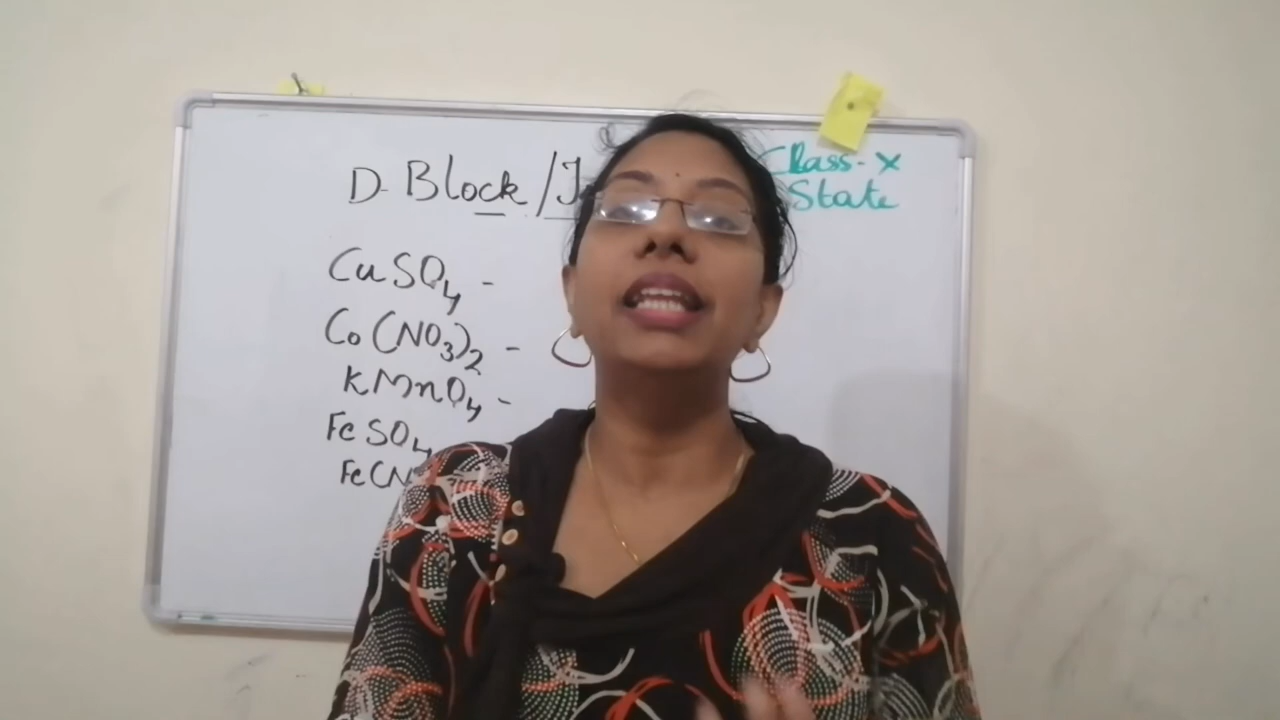 D-Block/
Class-X
State
CuSO4 -
Co(NO3)2 -
KMnO4 -
FeSO4